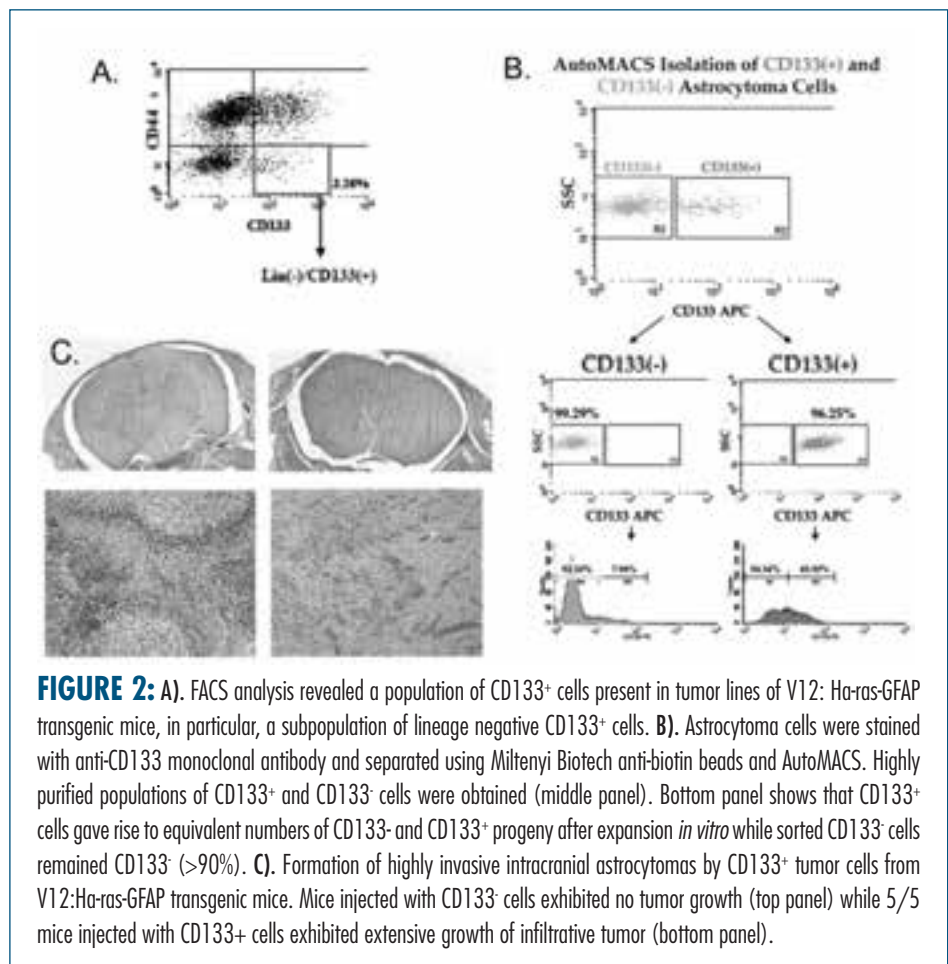 A.
CD44
2.20%
CD133
Lin(-)/CD133(+)
B.
AutoMACS Isolation of CD133(+) and
CD133(-) Astrocytoma Cells
CD133(-)
CD133(+)
SSC
CD133 APC
CD133(-)
CD133(+)
99.29%
96.25%
SSC
SSC
CD133 APC
CD133 APC
C.
FIGURE 2: A). FACS analysis revealed a population of CD133⁺ cells present in tumor lines of V12: Ha-ras-GFAP
transgenic mice, in particular, a subpopulation of lineage negative CD133⁺ cells. B). Astrocytoma cells were stained
with anti-CD133 monoclonal antibody and separated using Miltenyi Biotech anti-biotin beads and AutoMACS. Highly
purified populations of CD133⁺ and CD133⁻ cells were obtained (middle panel). Bottom panel shows that CD133⁺
cells gave rise to equivalent numbers of CD133- and CD133⁺ progeny after expansion in vitro while sorted CD133⁻ cells
remained CD133⁻ (>90%). C). Formation of highly invasive intracranial astrocytomas by CD133⁺ tumor cells from
V12:Ha-ras-GFAP transgenic mice. Mice injected with CD133⁻ cells exhibited no tumor growth (top panel) while 5/5
mice injected with CD133+ cells exhibited extensive growth of infiltrative tumor (bottom panel).